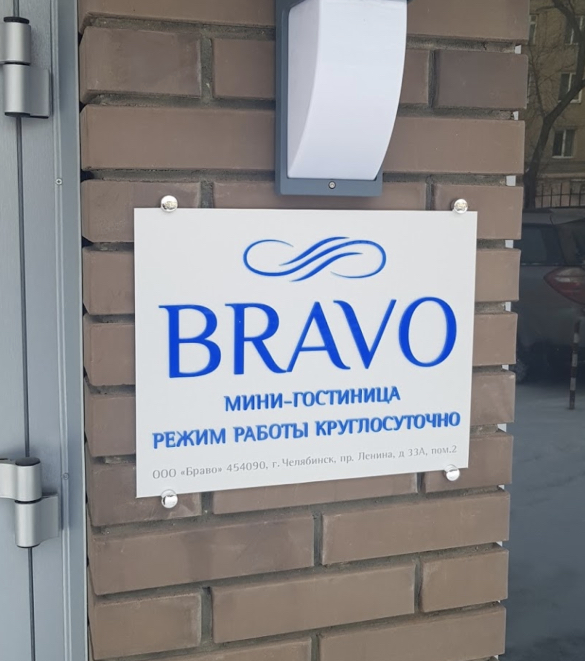 BRAVO
МИНИ-ГОСТИНИЦА
РЕЖИМ РАБОТЫ КРУГЛОСУТОЧНО
ООО «Браво» 454090, г. Челябинск, пр. Ленина, д 33А, пом.2